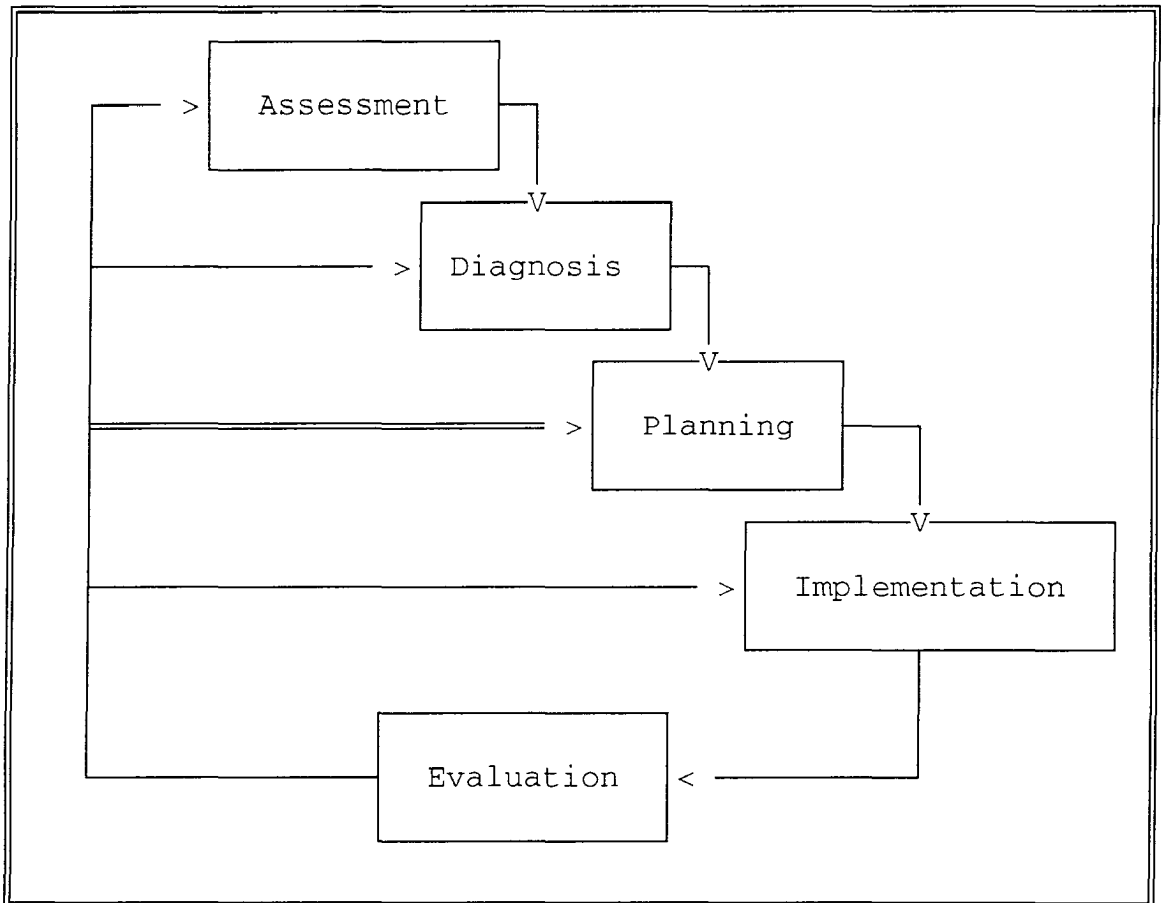 Assessment
Diagnosis
Planning
Implementation
Evaluation